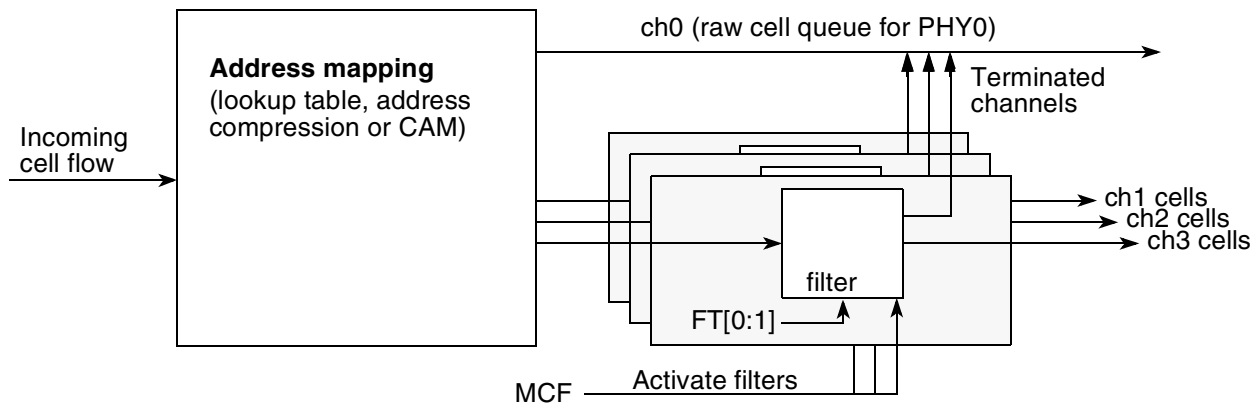 ch0 (raw cell queue for PHY0)
Address mapping
(lookup table, address
compression or CAM)
Terminated
channels
Incoming
cell flow
ch1 cells
ch2 cells
ch3 cells
filter
FT[0:1]
MCF
Activate filters